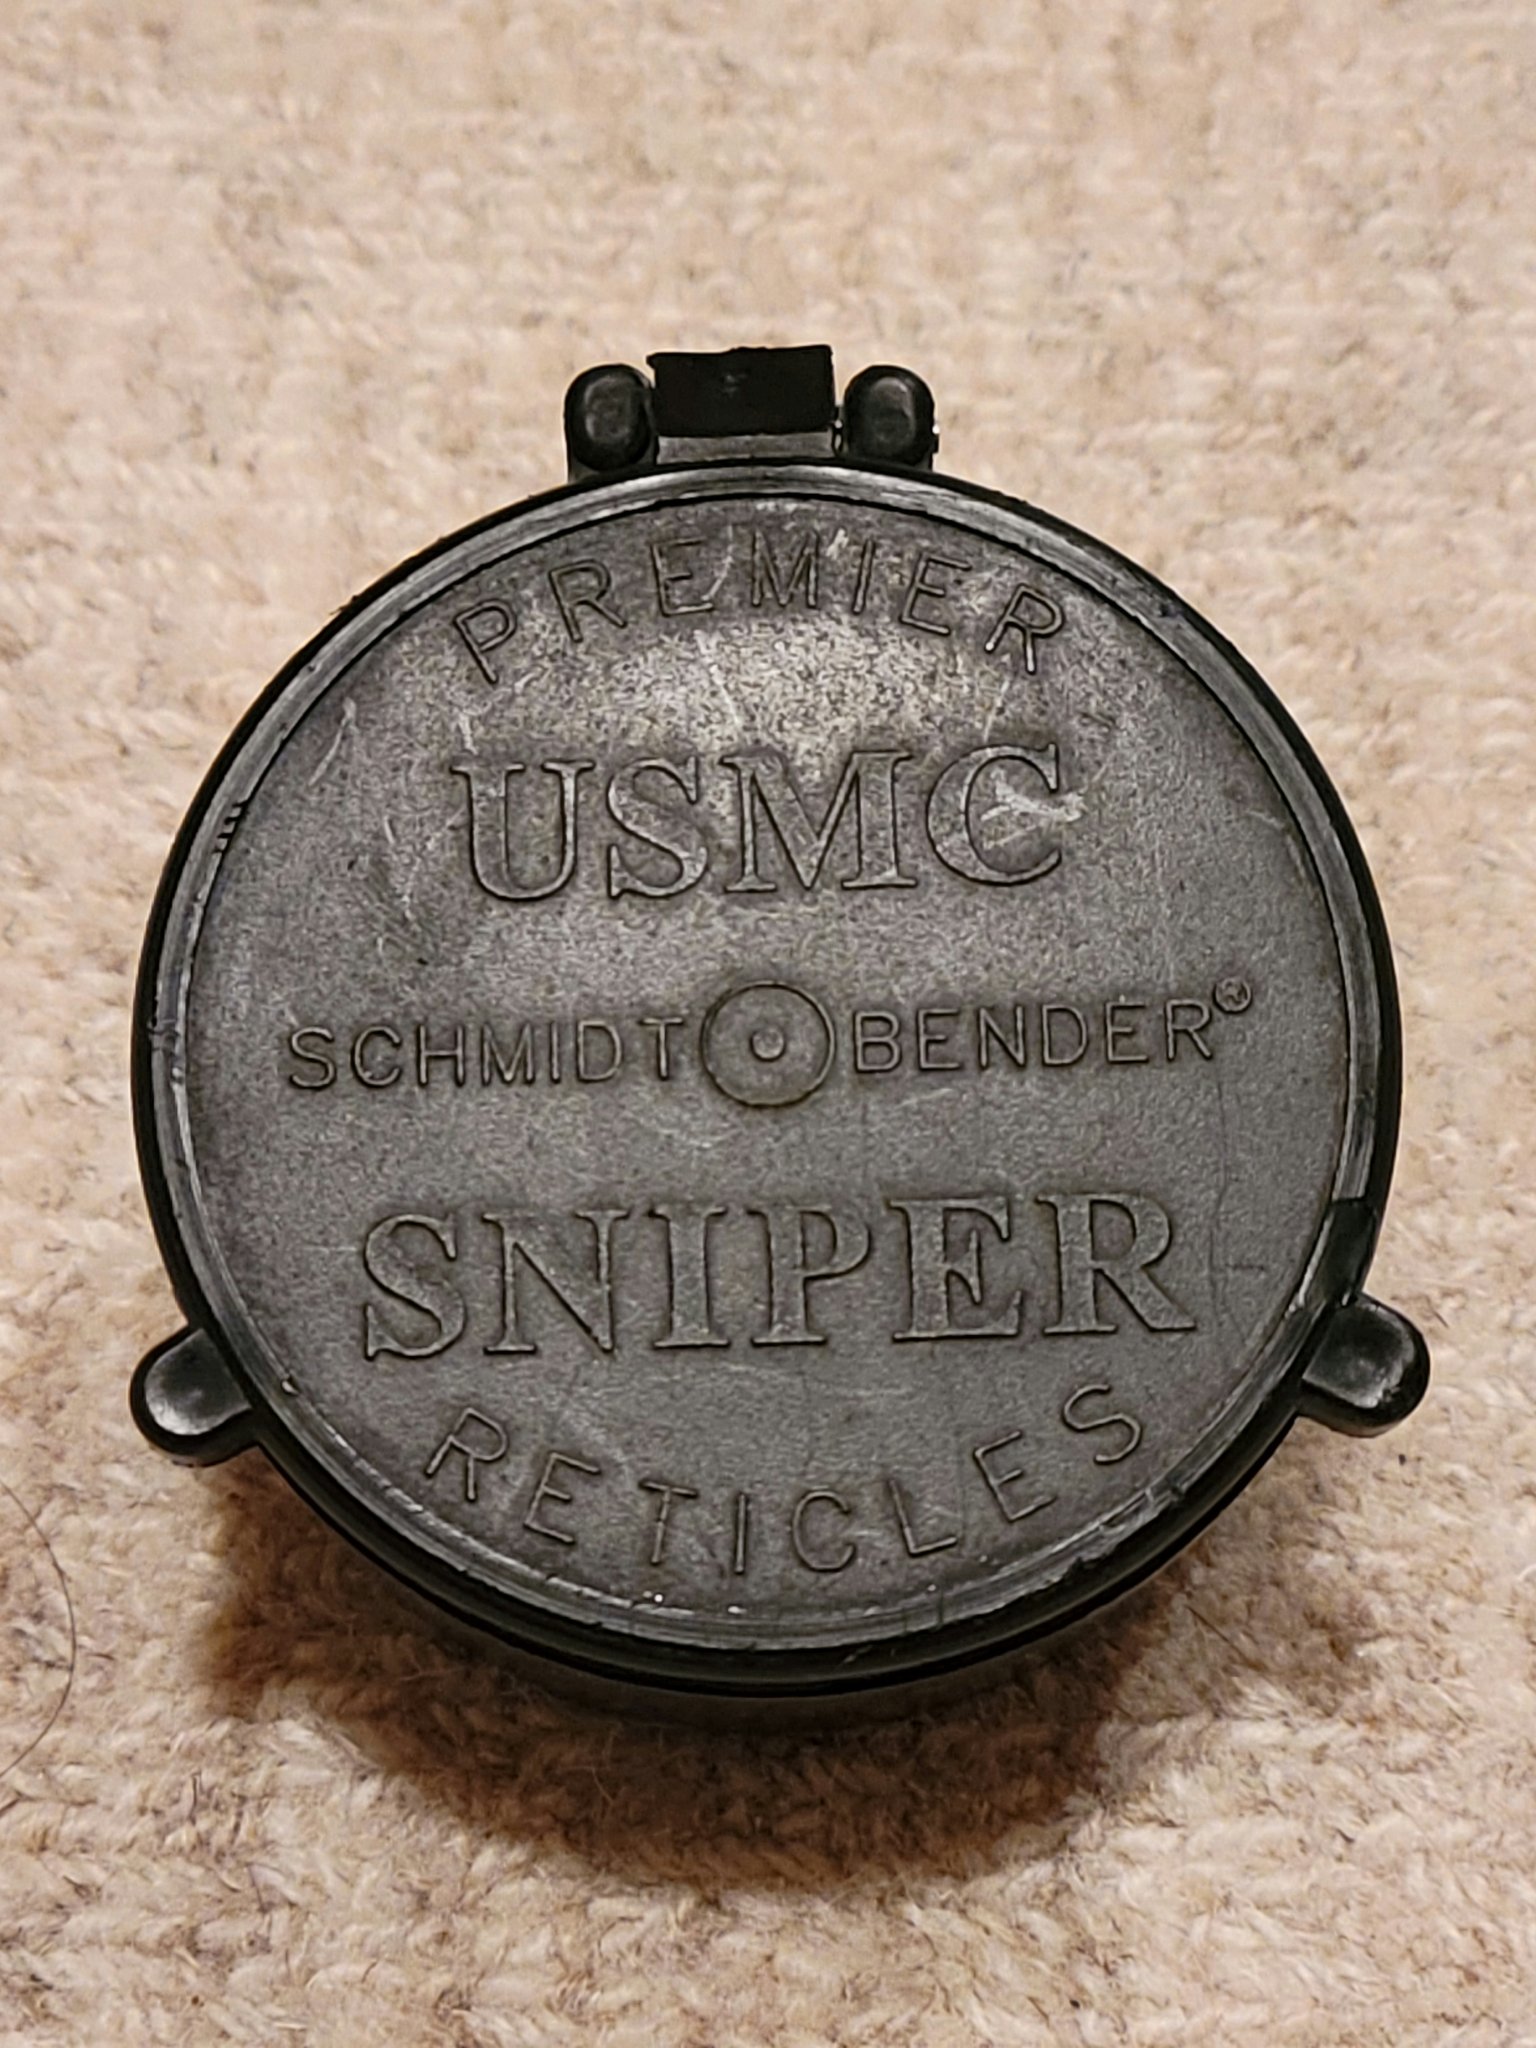 PREMIER
USMC
SCHMIDT BENDER®
SNIPER
RETICLES